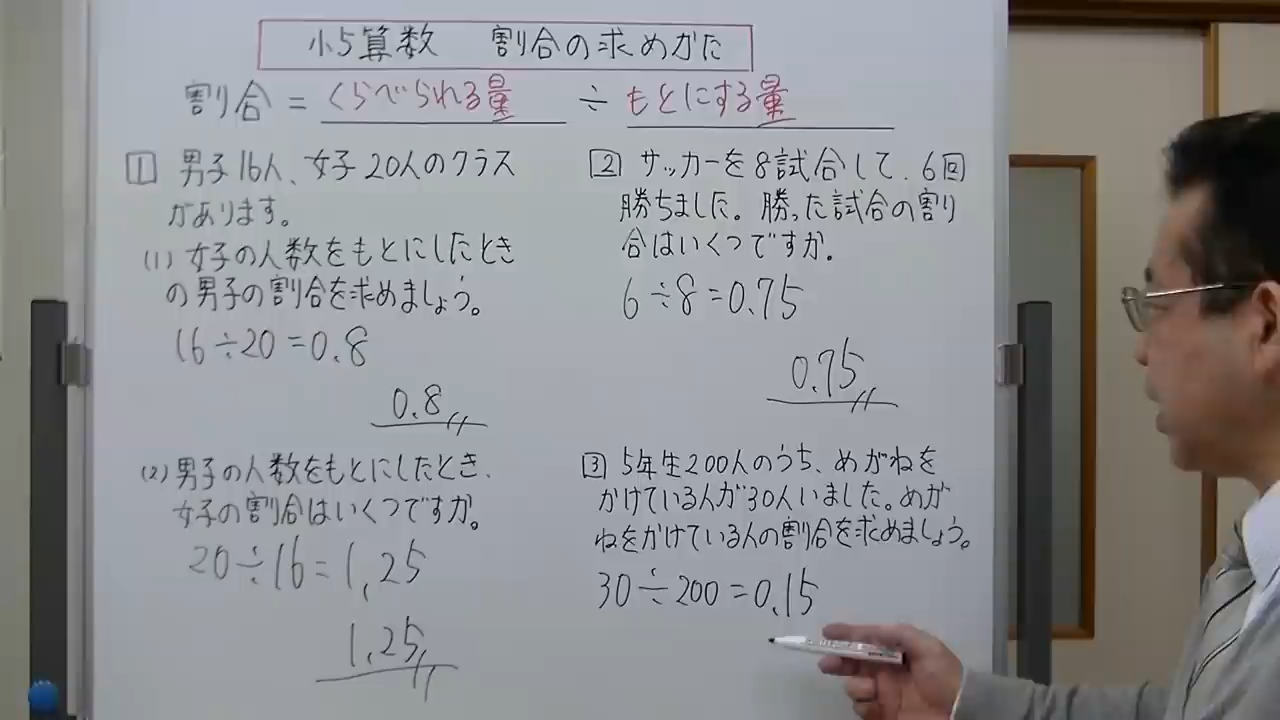 小5算数 割合の求めかた
割合 = くらべられる量 ÷ もとにする量
1 男子16人、女子20人のクラス
があります。
(1) 女子の人数をもとにしたとき
の男子の割合を求めましょう。
16÷20=0.8
0.8
(2) 男子の人数をもとにしたとき、
女子の割合はいくつですか。
20÷16=1.25
1.25
2 サッカーを8試合して、6回
勝ちました。勝った試合の割り
合はいくつですか。
6÷8=0.75
0.75
3 5年生200人のうち、めがねを
かけている人が30人いました。めが
ねをかけている人の割合を求めましょう。
30÷200=0.15